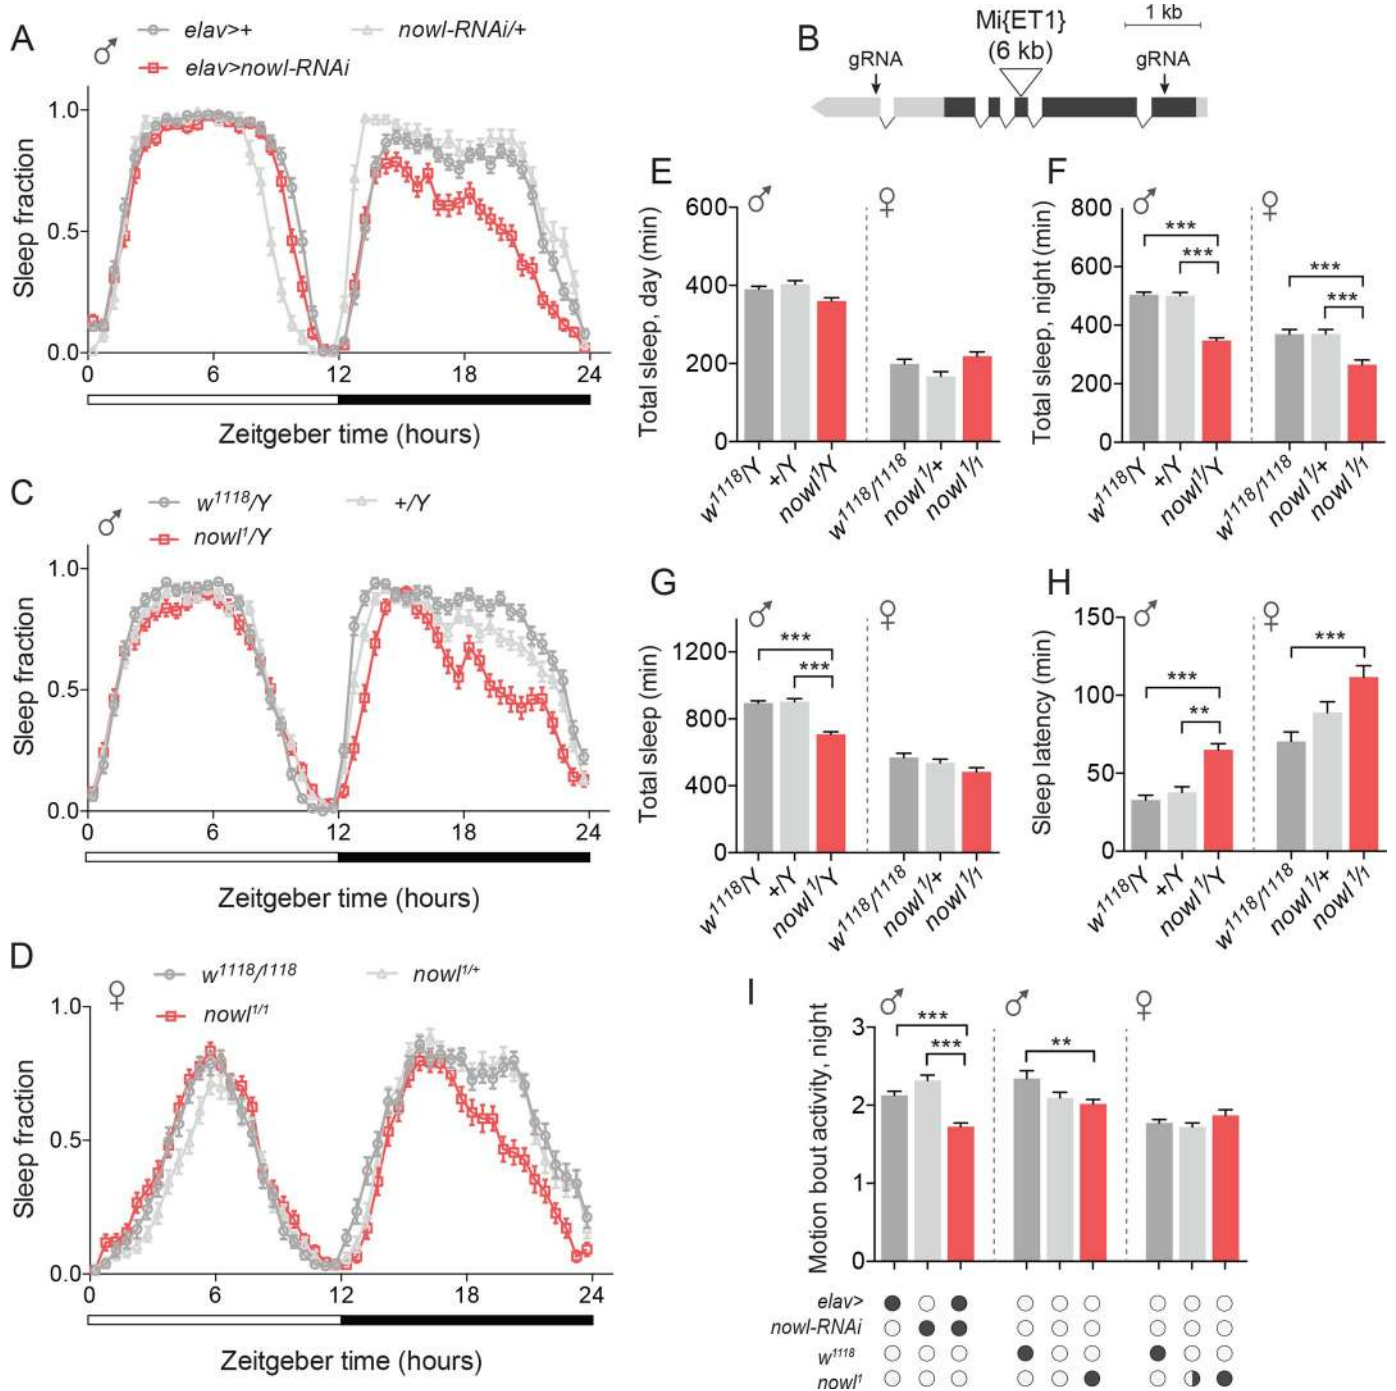 A
♂
elav>+
nowl-RNAi/+
elav>nowl-RNAi
Sleep fraction
1.0
0.5
0.0
0
6
12
18
24
Zeitgeber time (hours)
B
Mi{ET1}
(6 kb)
1 kb
gRNA
gRNA
C
♂
w1118/Y
+/Y
nowl1/Y
Sleep fraction
1.0
0.5
0.0
0
6
12
18
24
Zeitgeber time (hours)
D
♀
w1118/1118
nowl1/+
nowl1/1
Sleep fraction
1.0
0.5
0.0
0
6
12
18
24
Zeitgeber time (hours)
E
♂
♀
Total sleep, day (min)
600
400
200
0
w1118/Y
+/Y
nowl1/Y
w1118/1118
nowl1/+
nowl1/1
F
♂
♀
Total sleep, night (min)
800
600
400
200
0
***
***
***
***
w1118/Y
+/Y
nowl1/Y
w1118/1118
nowl1/+
nowl1/1
G
♂
♀
Total sleep (min)
1200
800
400
0
***
***
w1118/Y
+/Y
nowl1/Y
w1118/1118
nowl1/+
nowl1/1
H
♂
♀
Sleep latency (min)
150
100
50
0
***
**
***
w1118/Y
+/Y
nowl1/Y
w1118/1118
nowl1/+
nowl1/1
I
♂
♂
♀
Motion bout activity, night
3
2
1
0
***
***
**
elav>
nowl-RNAi
w1118
nowl1